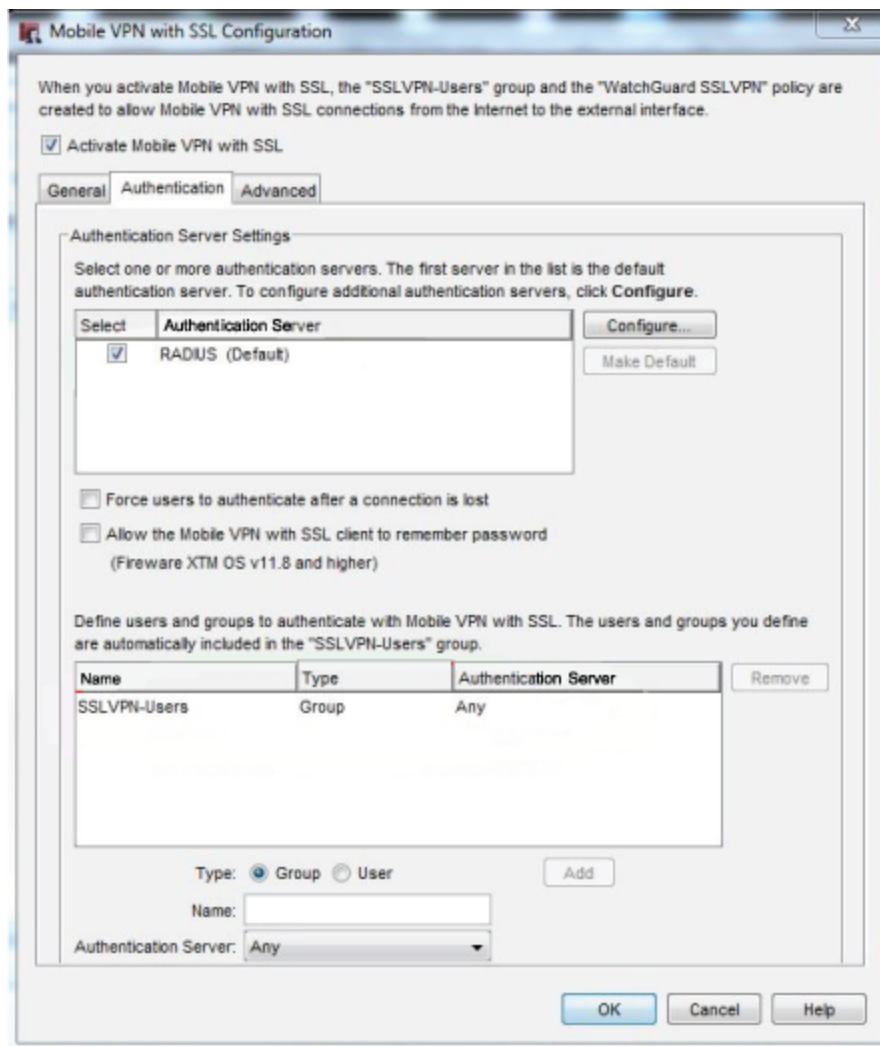 Mobile VPN with SSL Configuration
When you activate Mobile VPN with SSL, the "SSLVPN-Users" group and the "WatchGuard SSLVPN" policy are
created to allow Mobile VPN with SSL connections from the Internet to the external interface.
Activate Mobile VPN with SSL
General Authentication Advanced
Authentication Server Settings
Select one or more authentication servers. The first server in the list is the default
authentication server. To configure additional authentication servers, click Configure.
Select Authentication Server Configure...
RADIUS (Default) Make Default
Force users to authenticate after a connection is lost
Allow the Mobile VPN with SSL client to remember password
(Fireware XTM OS v11.8 and higher)
Define users and groups to authenticate with Mobile VPN with SSL. The users and groups you define
are automatically included in the "SSLVPN-Users" group.
Name Type Authentication Server Remove
SSLVPN-Users Group Any
Type: Group User Add
Name:
Authentication Server: Any
OK Cancel Help